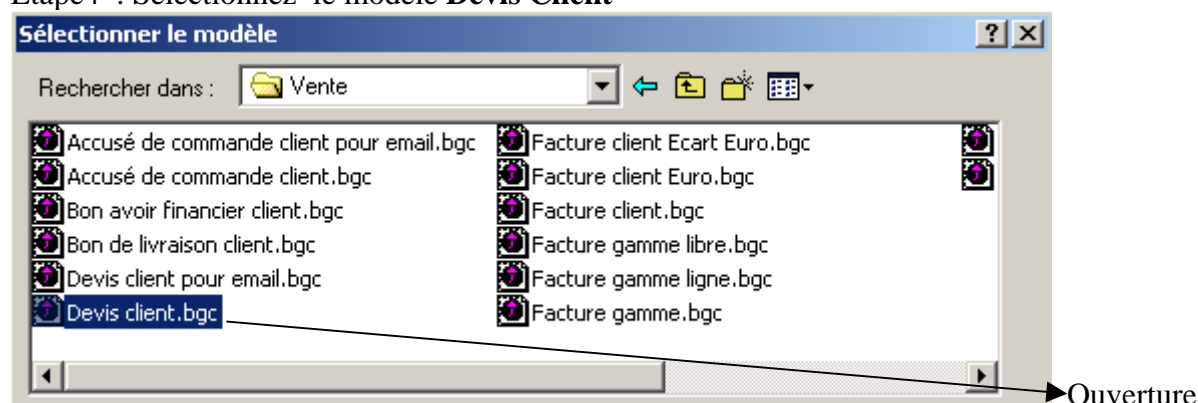 Etape4 : Sélectionnez le modèle Devis Client
Sélectionner le modèle
Rechercher dans : Vente
Accusé de commande client pour email.bgc
Accusé de commande client.bgc
Bon avoir financier client.bgc
Bon de livraison client.bgc
Devis client pour email.bgc
Devis client.bgc
Facture client Ecart Euro.bgc
Facture client Euro.bgc
Facture client.bgc
Facture gamme libre.bgc
Facture gamme ligne.bgc
Facture gamme.bgc
Ouverture